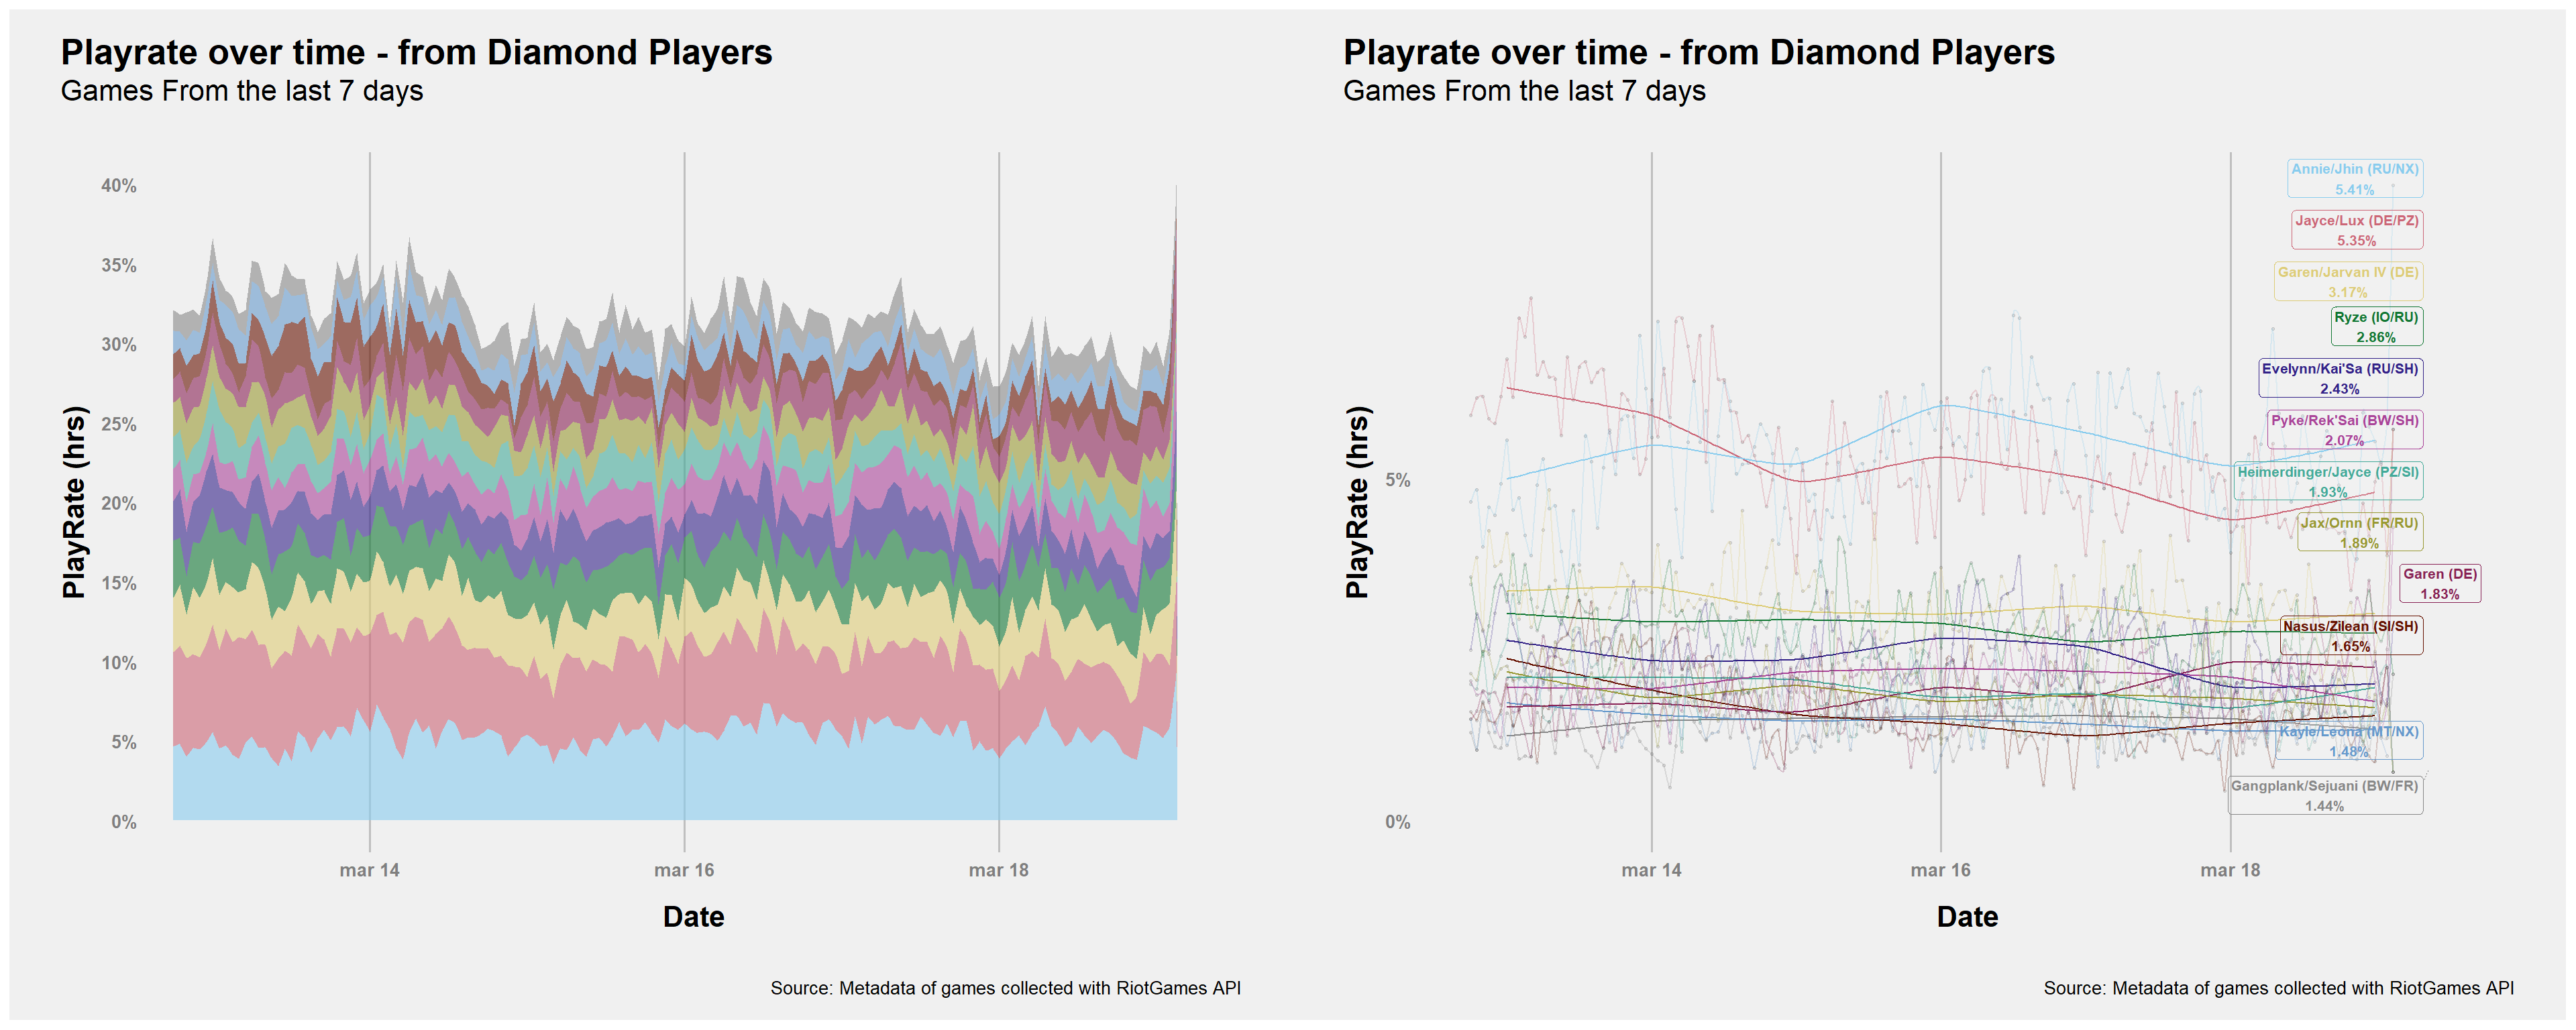 Playrate over time - from Diamond Players
Games From the last 7 days
PlayRate (hrs)
40%
35%
30%
25%
20%
15%
10%
5%
0%
mar 14
mar 16
mar 18
Date
Source: Metadata of games collected with RiotGames API
Playrate over time - from Diamond Players
Games From the last 7 days
PlayRate (hrs)
5%
0%
Annie/Jhin (RU/NX)
5.41%
Jayce/Lux (DE/PZ)
5.35%
Garen/Jarvan IV (DE)
3.17%
Ryze (IO/RU)
2.86%
Evelynn/Kai'Sa (RU/SH)
2.43%
Pyke/Rek'Sai (BW/SH)
2.07%
Heimerdinger/Jayce (PZ/SI)
1.93%
Jax/Ornn (FR/RU)
1.89%
Garen (DE)
1.83%
Nasus/Zilean (SI/SH)
1.65%
Kayle/Leona (MT/NX)
1.48%
Gangplank/Sejuani (BW/FR)
1.44%
mar 14
mar 16
mar 18
Date
Source: Metadata of games collected with RiotGames API